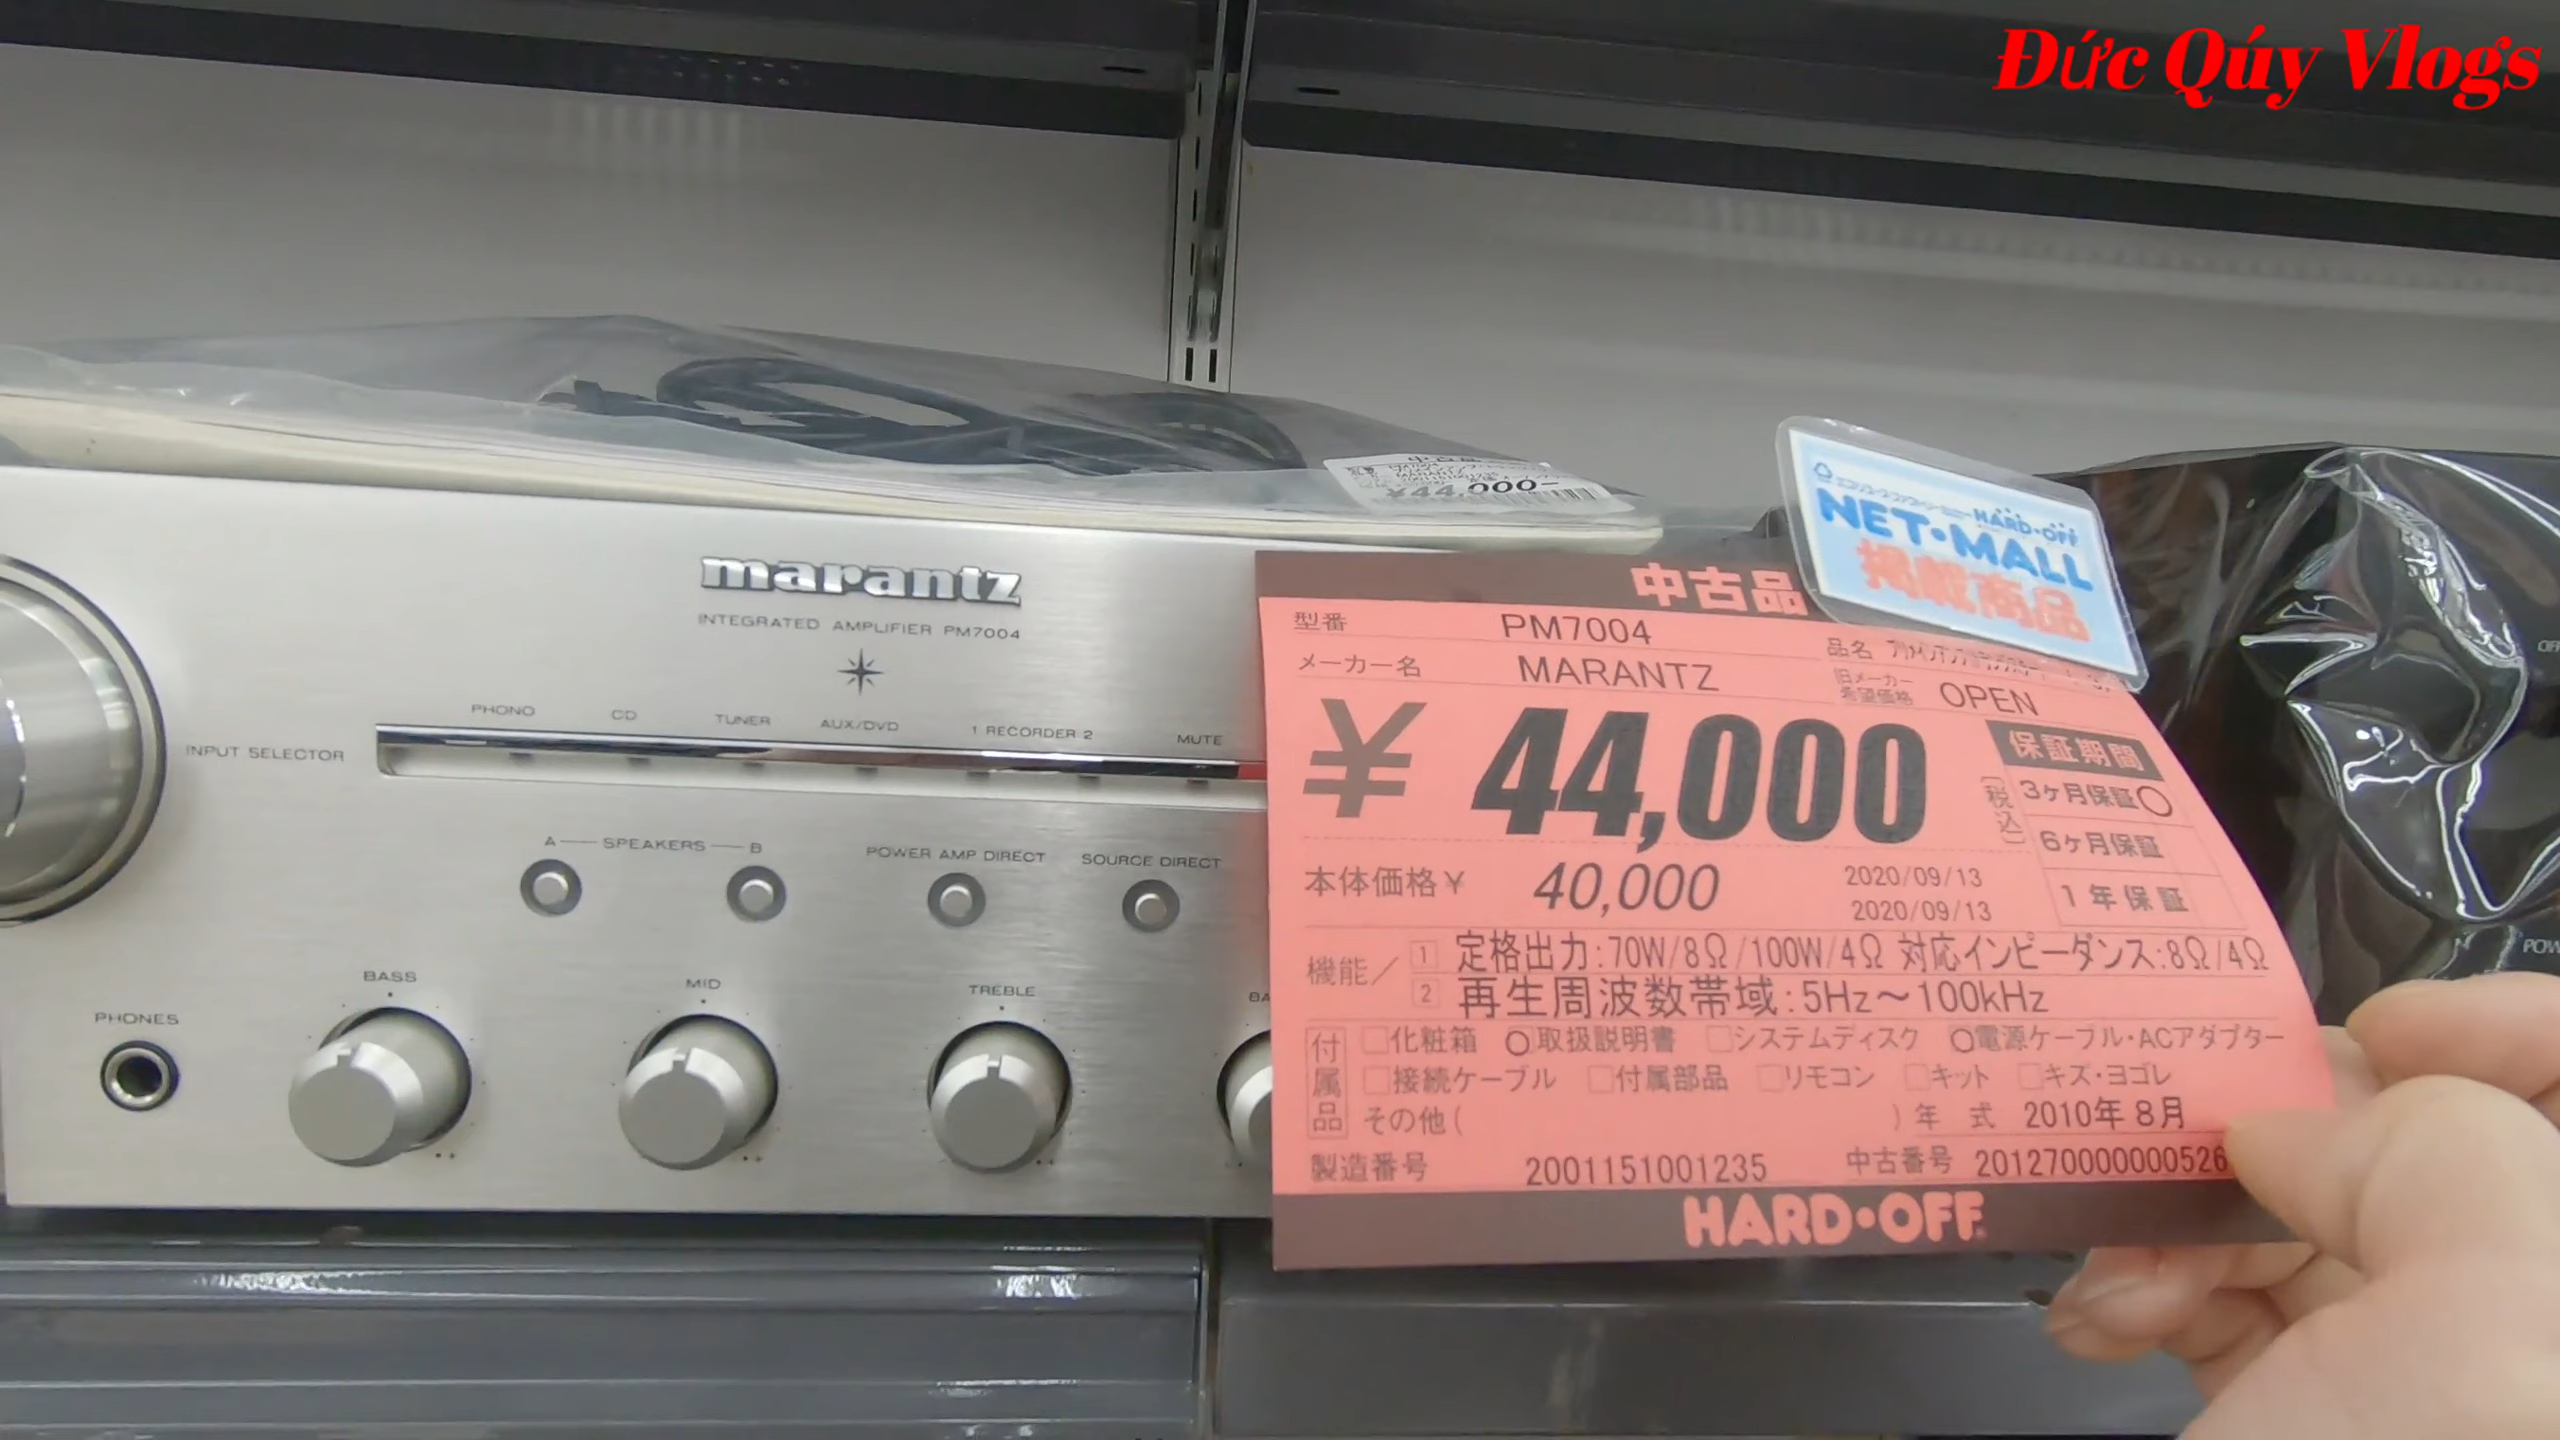 Đức Qúy Vlogs
¥44,000-
marantz
INTEGRATED AMPLIFIER PM7004
PHONO CD TUNER AUX/DVD 1 RECORDER 2 MUTE
INPUT SELECTOR
A SPEAKERS B POWER AMP DIRECT SOURCE DIRECT
BASS MID TREBLE
PHONES
HARD・OFF
NET・MALL
掲載商品
中古品
型番 PM7004
品名
メーカー名 MARANTZ
旧メーカー希望価格 OPEN
¥44,000
(税込)
保証期間
3ヶ月保証○
6ヶ月保証
1年保証
本体価格¥ 40,000
2020/09/13
2020/09/13
機能/ 1 定格出力:70W/8Ω/100W/4Ω 対応インピーダンス:8Ω/4Ω
2 再生周波数帯域:5Hz～100kHz
付属品 □化粧箱 ○取扱説明書 □システムディスク ○電源ケーブル・ACアダプター
□接続ケーブル □付属部品 □リモコン □キット □キズ・ヨゴレ
その他( ) 年式 2010年 8月
製造番号 2001151001235 中古番号 201270000000526
HARD・OFF
POW